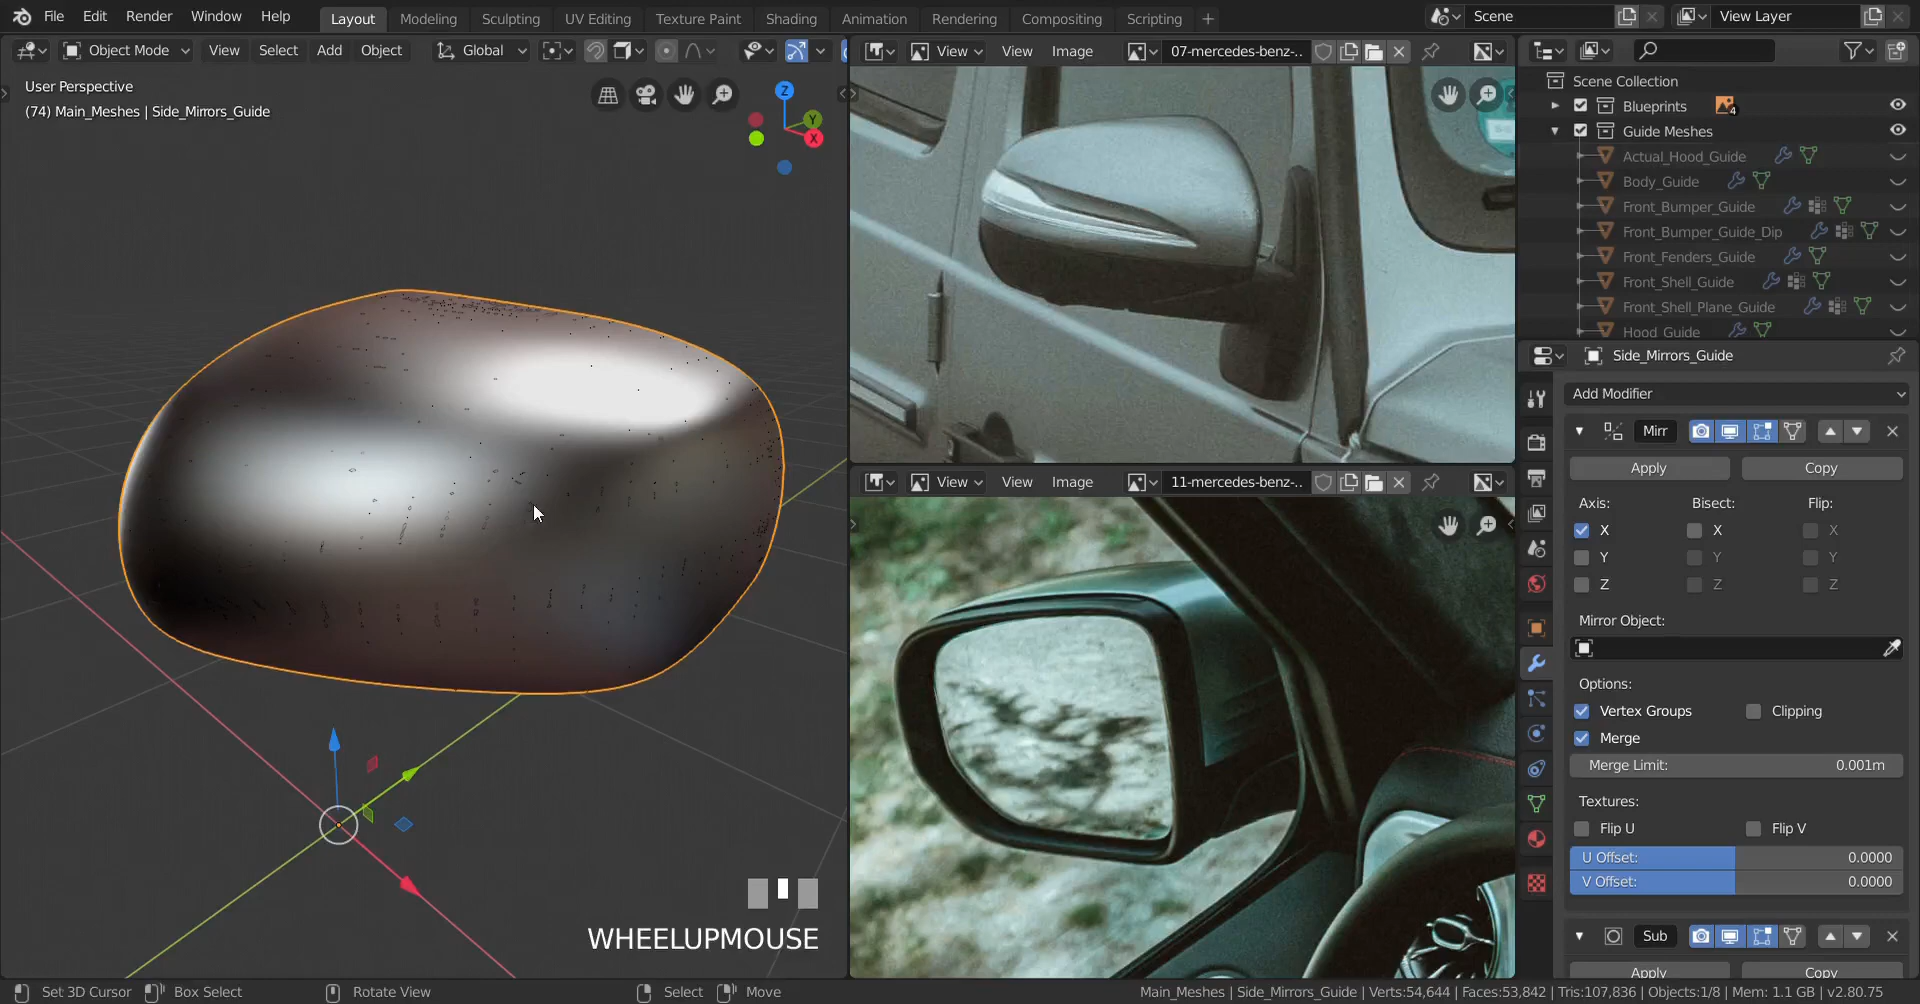 File Edit Render Window Help Layout Modeling Sculpting UV Editing Texture Paint Shading Animation Rendering Compositing Scripting + Scene View Layer
Object Mode View Select Add Object Global
View View Image 07-mercedes-benz-..
User Perspective
(74) Main_Meshes | Side_Mirrors_Guide
Z
Y
X
Scene Collection
Blueprints 4
Guide Meshes
Actual_Hood_Guide
Body_Guide
Front_Bumper_Guide
Front_Bumper_Guide_Dip
Front_Fenders_Guide
Front_Shell_Guide
Front_Shell_Plane_Guide
Hood_Guide
View View Image 11-mercedes-benz-..
Side_Mirrors_Guide
Add Modifier
Mirr
Apply Copy
Axis: Bisect: Flip:
X X X
Y Y Y
Z Z Z
Mirror Object:
Options:
Vertex Groups Clipping
Merge
Merge Limit: 0.001m
Textures:
Flip U Flip V
U Offset: 0.0000
V Offset: 0.0000
Sub
Apply Copy
WHEELUPMOUSE
Set 3D Cursor Box Select Rotate View Select Move Main_Meshes | Side_Mirrors_Guide | Verts:54,644 | Faces:53,842 | Tris:107,836 | Objects:1/8 | Mem: 1.1 GB | v2.80.75